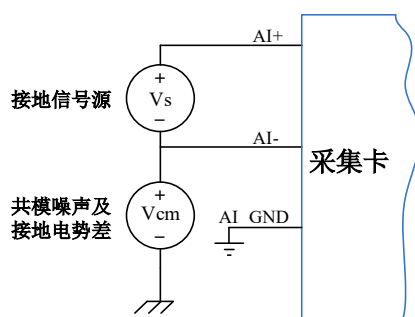 AI+
+
接地信号源
Vs
−
AI-
采集卡
+
共模噪声及
接地电势差
Vcm
AI GND
−